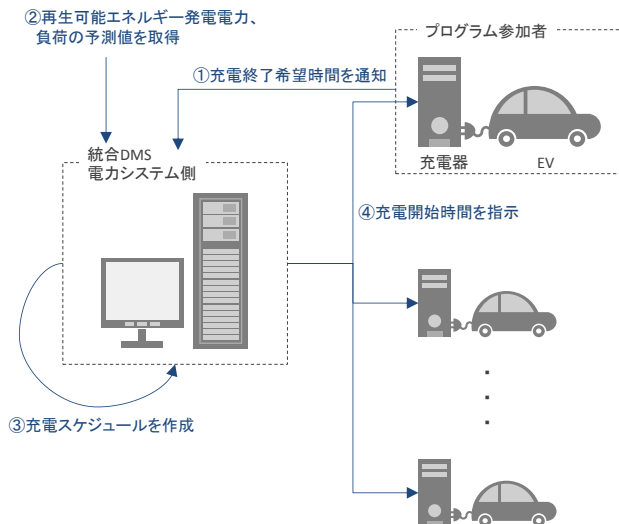 ②再生可能エネルギー発電電力、
負荷の予測値を取得
プログラム参加者
①充電終了希望時間を通知
充電器
EV
統合DMS
電力システム側
④充電開始時間を指示
③充電スケジュールを作成